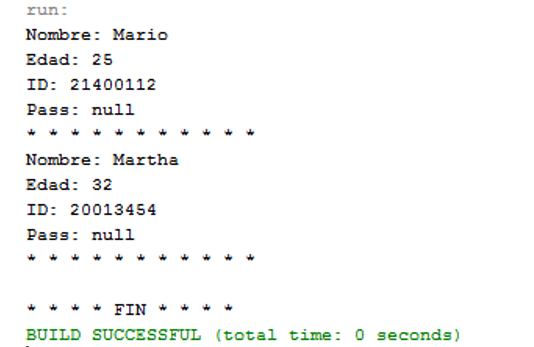 run:
Nombre: Mario
Edad: 25
ID: 21400112
Pass: null
* * * * * * * * * * *
Nombre: Martha
Edad: 32
ID: 20013454
Pass: null
* * * * * * * * * * *
* * * * FIN * * * *
BUILD SUCCESSFUL (total time: 0 seconds)